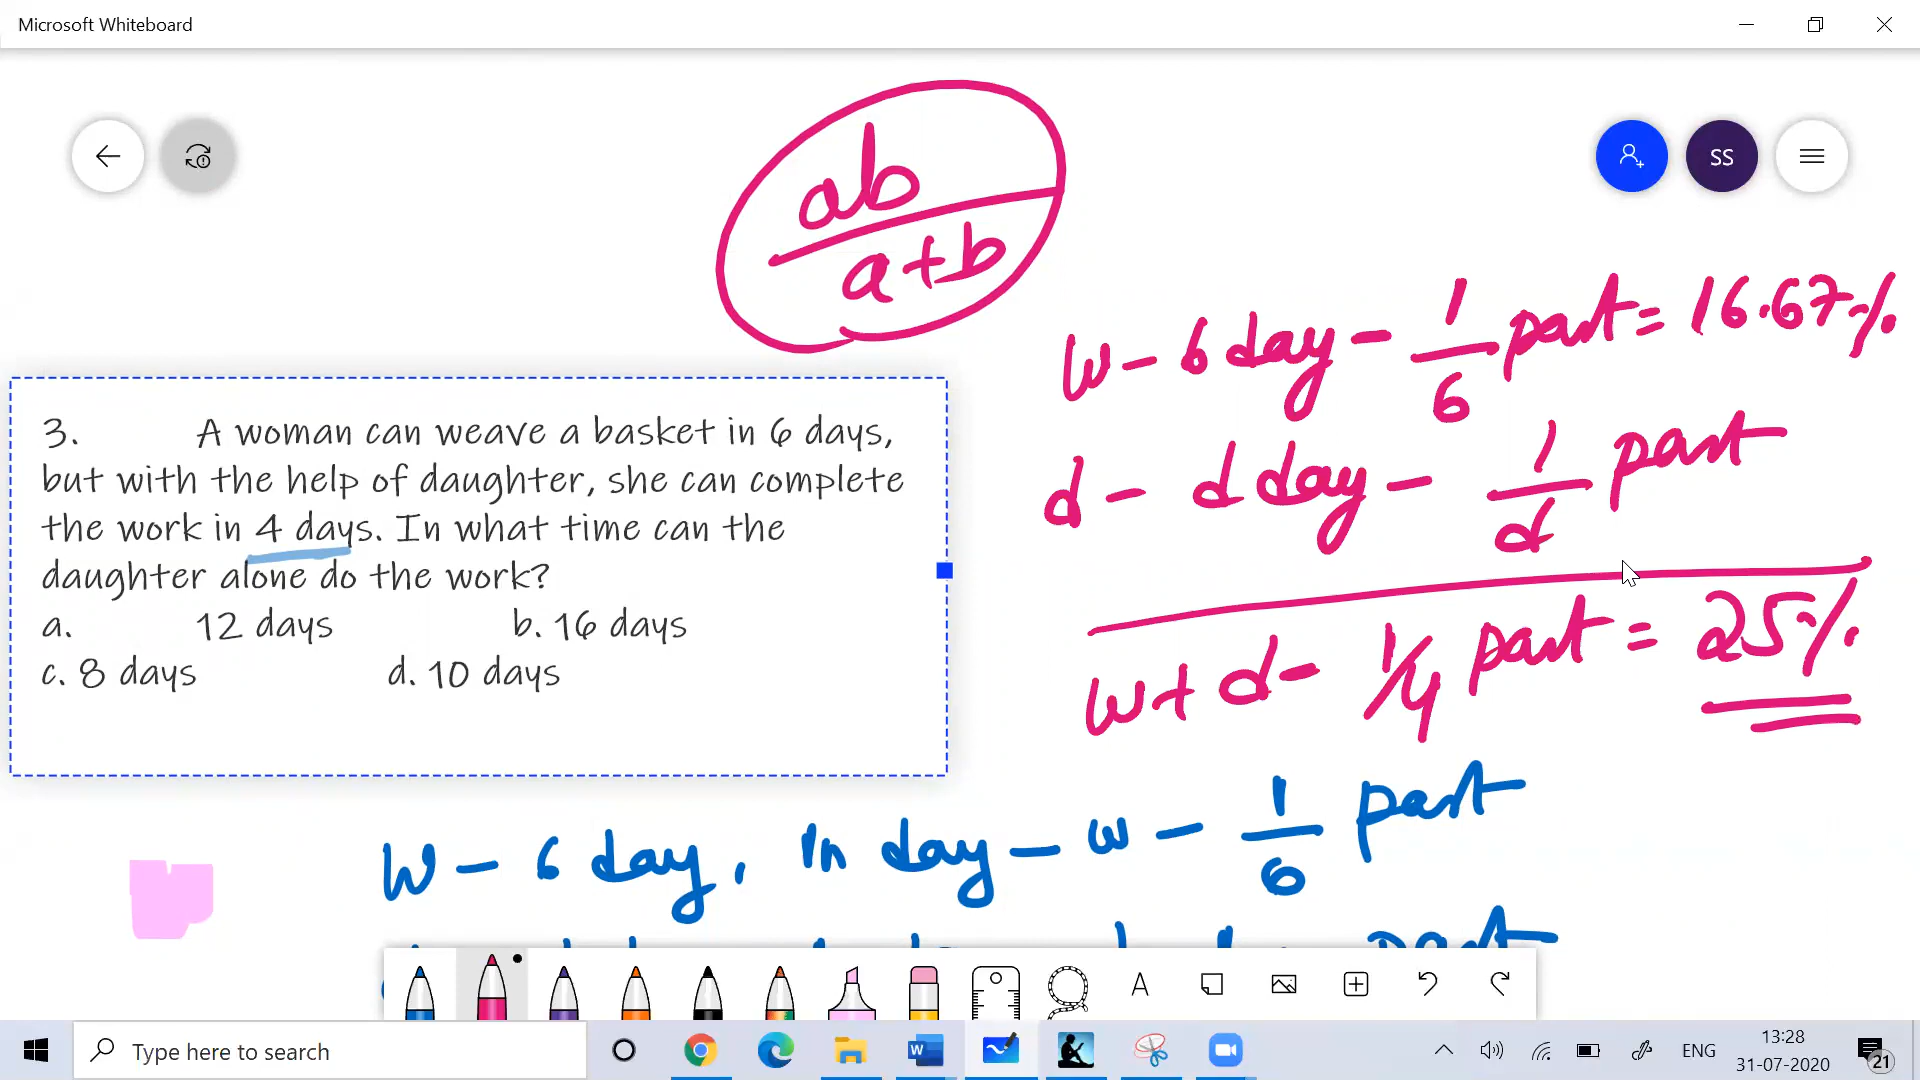 Microsoft Whiteboard
ab
a+b
SS
W - 6 day - 1/6 part = 16.67%
d - d day - 1/d part
w + d - 1/4 part = 25%
3. A woman can weave a basket in 6 days,
but with the help of daughter, she can complete
the work in 4 days. In what time can the
daughter alone do the work?
a. 12 days b. 16 days
c. 8 days d. 10 days
W - 6 day, In day - w - 1/6 part
part
Type here to search
ENG
13:28
31-07-2020
21